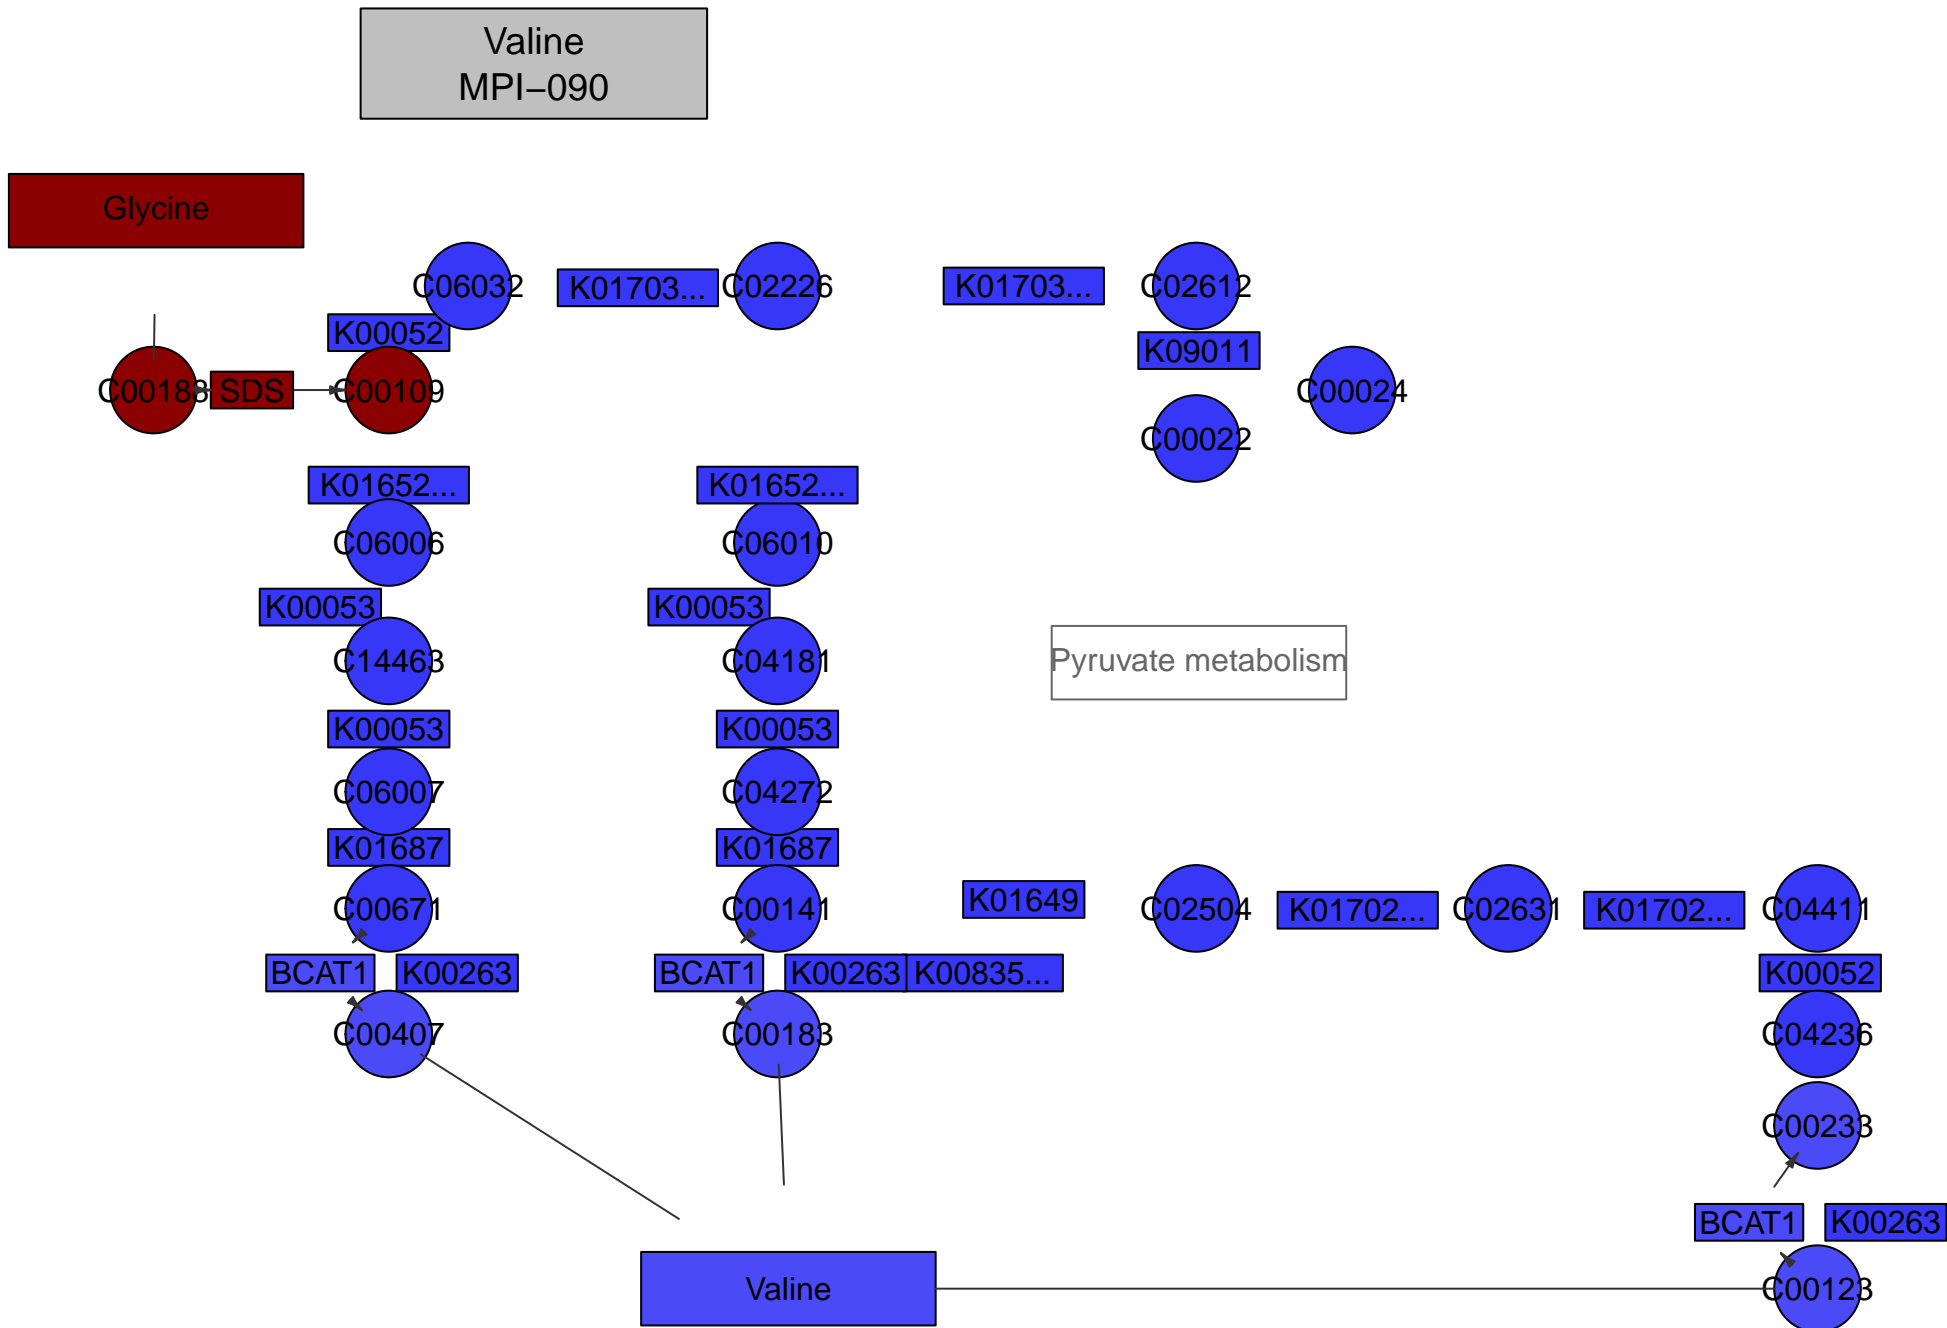 Valine
MPI−090
Glycine
C06032
K01703...
C02226
K01703...
C02612
K00052
K09011
C00188
SDS
C00109
C00024
C00022
K01652...
K01652...
C06006
C06010
K00053
K00053
C14463
C04181
Pyruvate metabolism
K00053
K00053
C06007
C04272
K01687
K01687
C00671
C00141
K01649
C02504
K01702...
C02631
K01702...
C04411
BCAT1
K00263
BCAT1
K00263
K00835...
K00052
C00407
C00183
C04236
C00233
BCAT1
K00263
Valine
C00123